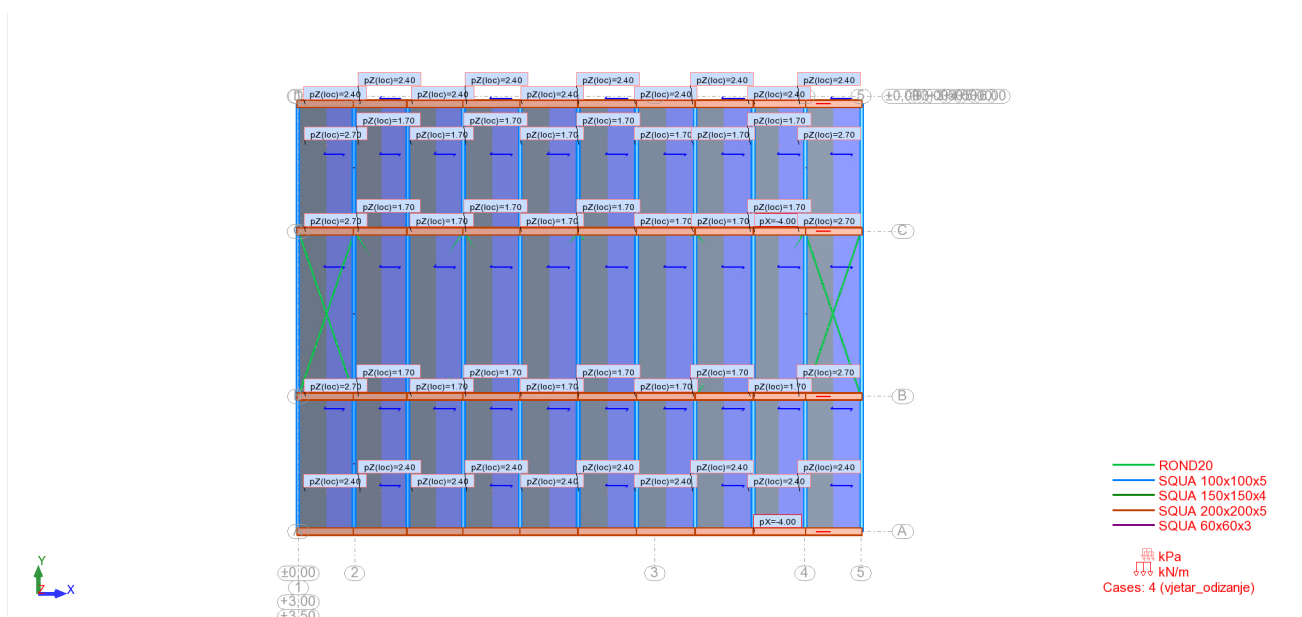 pZ(loc)=2.40 pZ(loc)=2.40 pZ(loc)=2.40 pZ(loc)=2.40 pZ(loc)=2.40
pZ(loc)=2.40 pZ(loc)=2.40 pZ(loc)=2.40 pZ(loc)=2.40 pZ(loc)=2.40
5
pZ(loc)=1.70 pZ(loc)=1.70 pZ(loc)=1.70 pZ(loc)=1.70
pZ(loc)=2.70 pZ(loc)=1.70 pZ(loc)=1.70 pZ(loc)=1.70 pZ(loc)=1.70 pZ(loc)=2.70
pZ(loc)=1.70 pZ(loc)=1.70 pZ(loc)=1.70 pZ(loc)=1.70
pZ(loc)=2.70 pZ(loc)=1.70 pZ(loc)=1.70 pZ(loc)=1.70 pZ(loc)=1.70 pX=-4.00 pZ(loc)=2.70
C
pZ(loc)=1.70 pZ(loc)=1.70 pZ(loc)=1.70 pZ(loc)=1.70 pZ(loc)=2.70
pZ(loc)=2.70 pZ(loc)=1.70 pZ(loc)=1.70 pZ(loc)=1.70 pZ(loc)=1.70
B
pZ(loc)=2.40 pZ(loc)=2.40 pZ(loc)=2.40 pZ(loc)=2.40 pZ(loc)=2.40
pZ(loc)=2.40 pZ(loc)=2.40 pZ(loc)=2.40 pZ(loc)=2.40 pZ(loc)=2.40
pX=-4.00
A A
±0.00 2 3 4 5
1
+3.00
+3.50
Y
Z X
ROND20
SQUA 100x100x5
SQUA 150x150x4
SQUA 200x200x5
SQUA 60x60x3
kPa
kN/m
Cases: 4 (vjetar_odizanje)